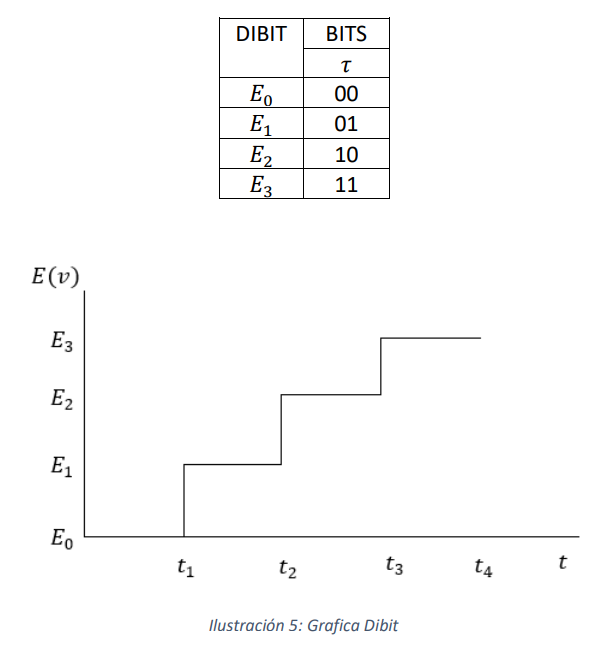 DIBIT BITS
τ
E₀ 00
E₁ 01
E₂ 10
E₃ 11
E(v)
E₃
E₂
E₁
E₀
t₁ t₂ t₃ t₄ t
Ilustración 5: Grafica Dibit